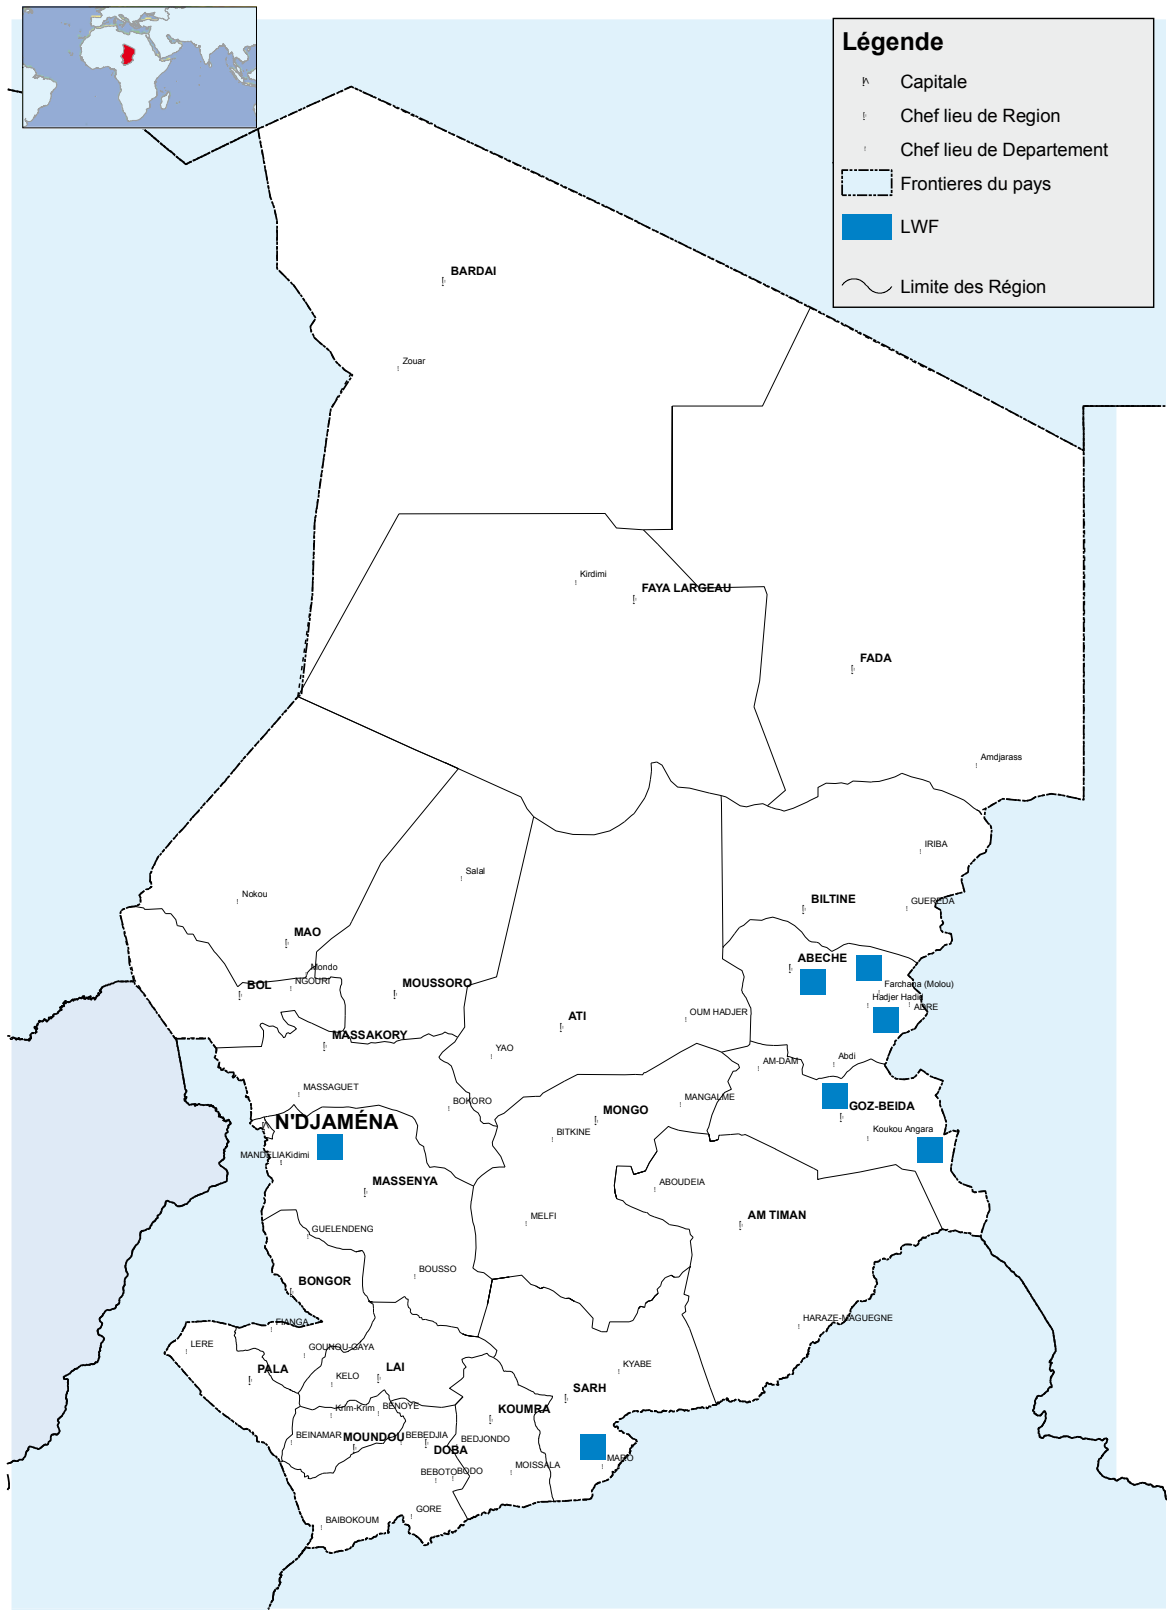 Légende
Capitale
Chef lieu de Region
Chef lieu de Departement
Frontieres du pays
LWF
Limite des Région
BARDAI
Zouar
Kirdimi
FAYA LARGEAU
FADA
Amdjarass
IRIBA
Salal
Nokou
BILTINE
GUEREDA
MAO
ABECHE
Mondo
BOL
NGOURI
MOUSSORO
Farchana (Molou)
Hadjer Hadid
ADRE
ATI
OUM HADJER
MASSAKORY
YAO
AM-DAM
Abdi
MASSAGUET
BOKORO
MANGALME
MONGO
GOZ-BEIDA
N'DJAMÉNA
BITKINE
Koukou Angara
MANDELIA
Kidimi
MASSENYA
ABOUDEIA
MELFI
AM TIMAN
GUELENDENG
BOUSSO
BONGOR
FIANGA
HARAZE-MAGUEGNE
LERE
GOUNOU-GAYA
PALA
LAI
KYABE
KELO
SARH
Krim-Krim
BENOYE
KOUMRA
BEINAMAR
MOUNDOU
BEBEDJIA
DOBA
BEDJONDO
MARO
BEBOTO
BODO
MOISSALA
GORE
BAIBOKOUM